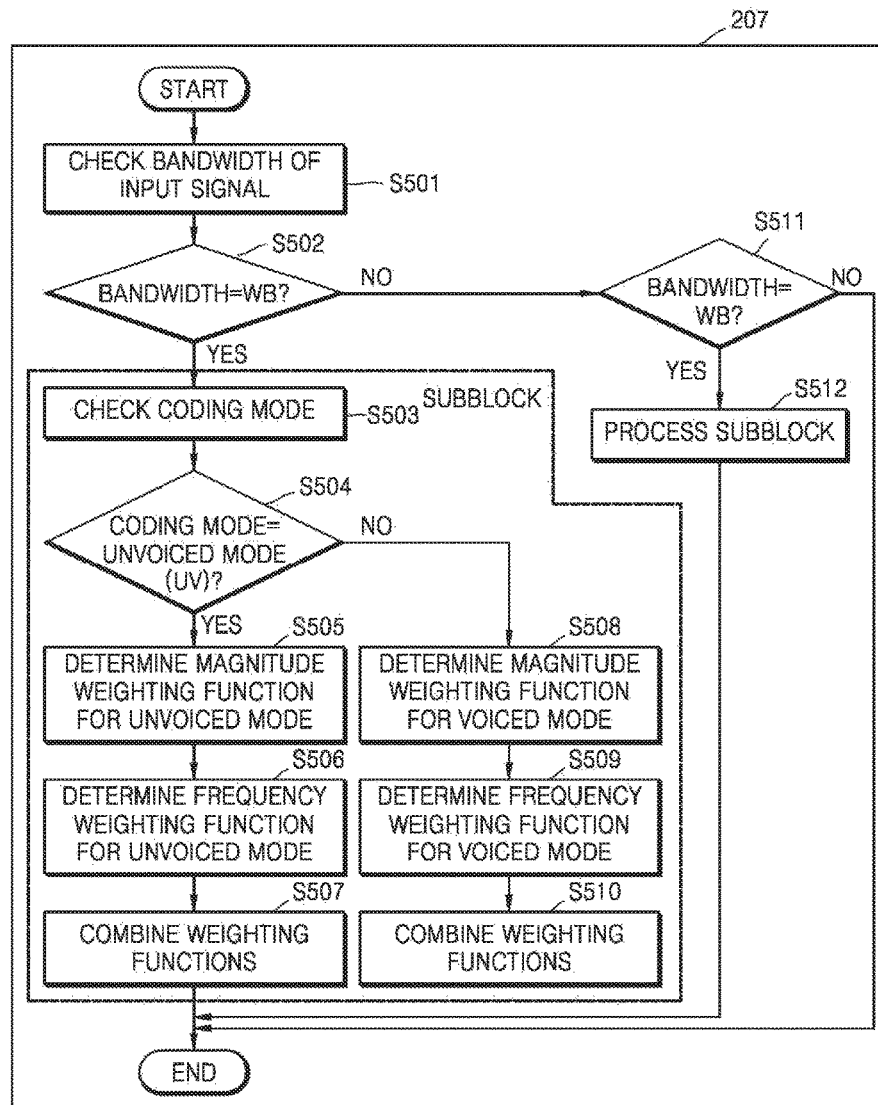 207
START
CHECK BANDWIDTH OF
INPUT SIGNAL
S501
S502
BANDWIDTH=WB?
NO
YES
S511
BANDWIDTH=
WB?
NO
YES
S512
PROCESS SUBBLOCK
SUBBLOCK
CHECK CODING MODE
S503
S504
CODING MODE=
UNVOICED MODE
(UV)?
NO
YES
S505
DETERMINE MAGNITUDE
WEIGHTING FUNCTION
FOR UNVOICED MODE
S508
DETERMINE MAGNITUDE
WEIGHTING FUNCTION
FOR VOICED MODE
S506
DETERMINE FREQUENCY
WEIGHTING FUNCTION
FOR UNVOICED MODE
S509
DETERMINE FREQUENCY
WEIGHTING FUNCTION
FOR VOICED MODE
S507
COMBINE WEIGHTING
FUNCTIONS
S510
COMBINE WEIGHTING
FUNCTIONS
END